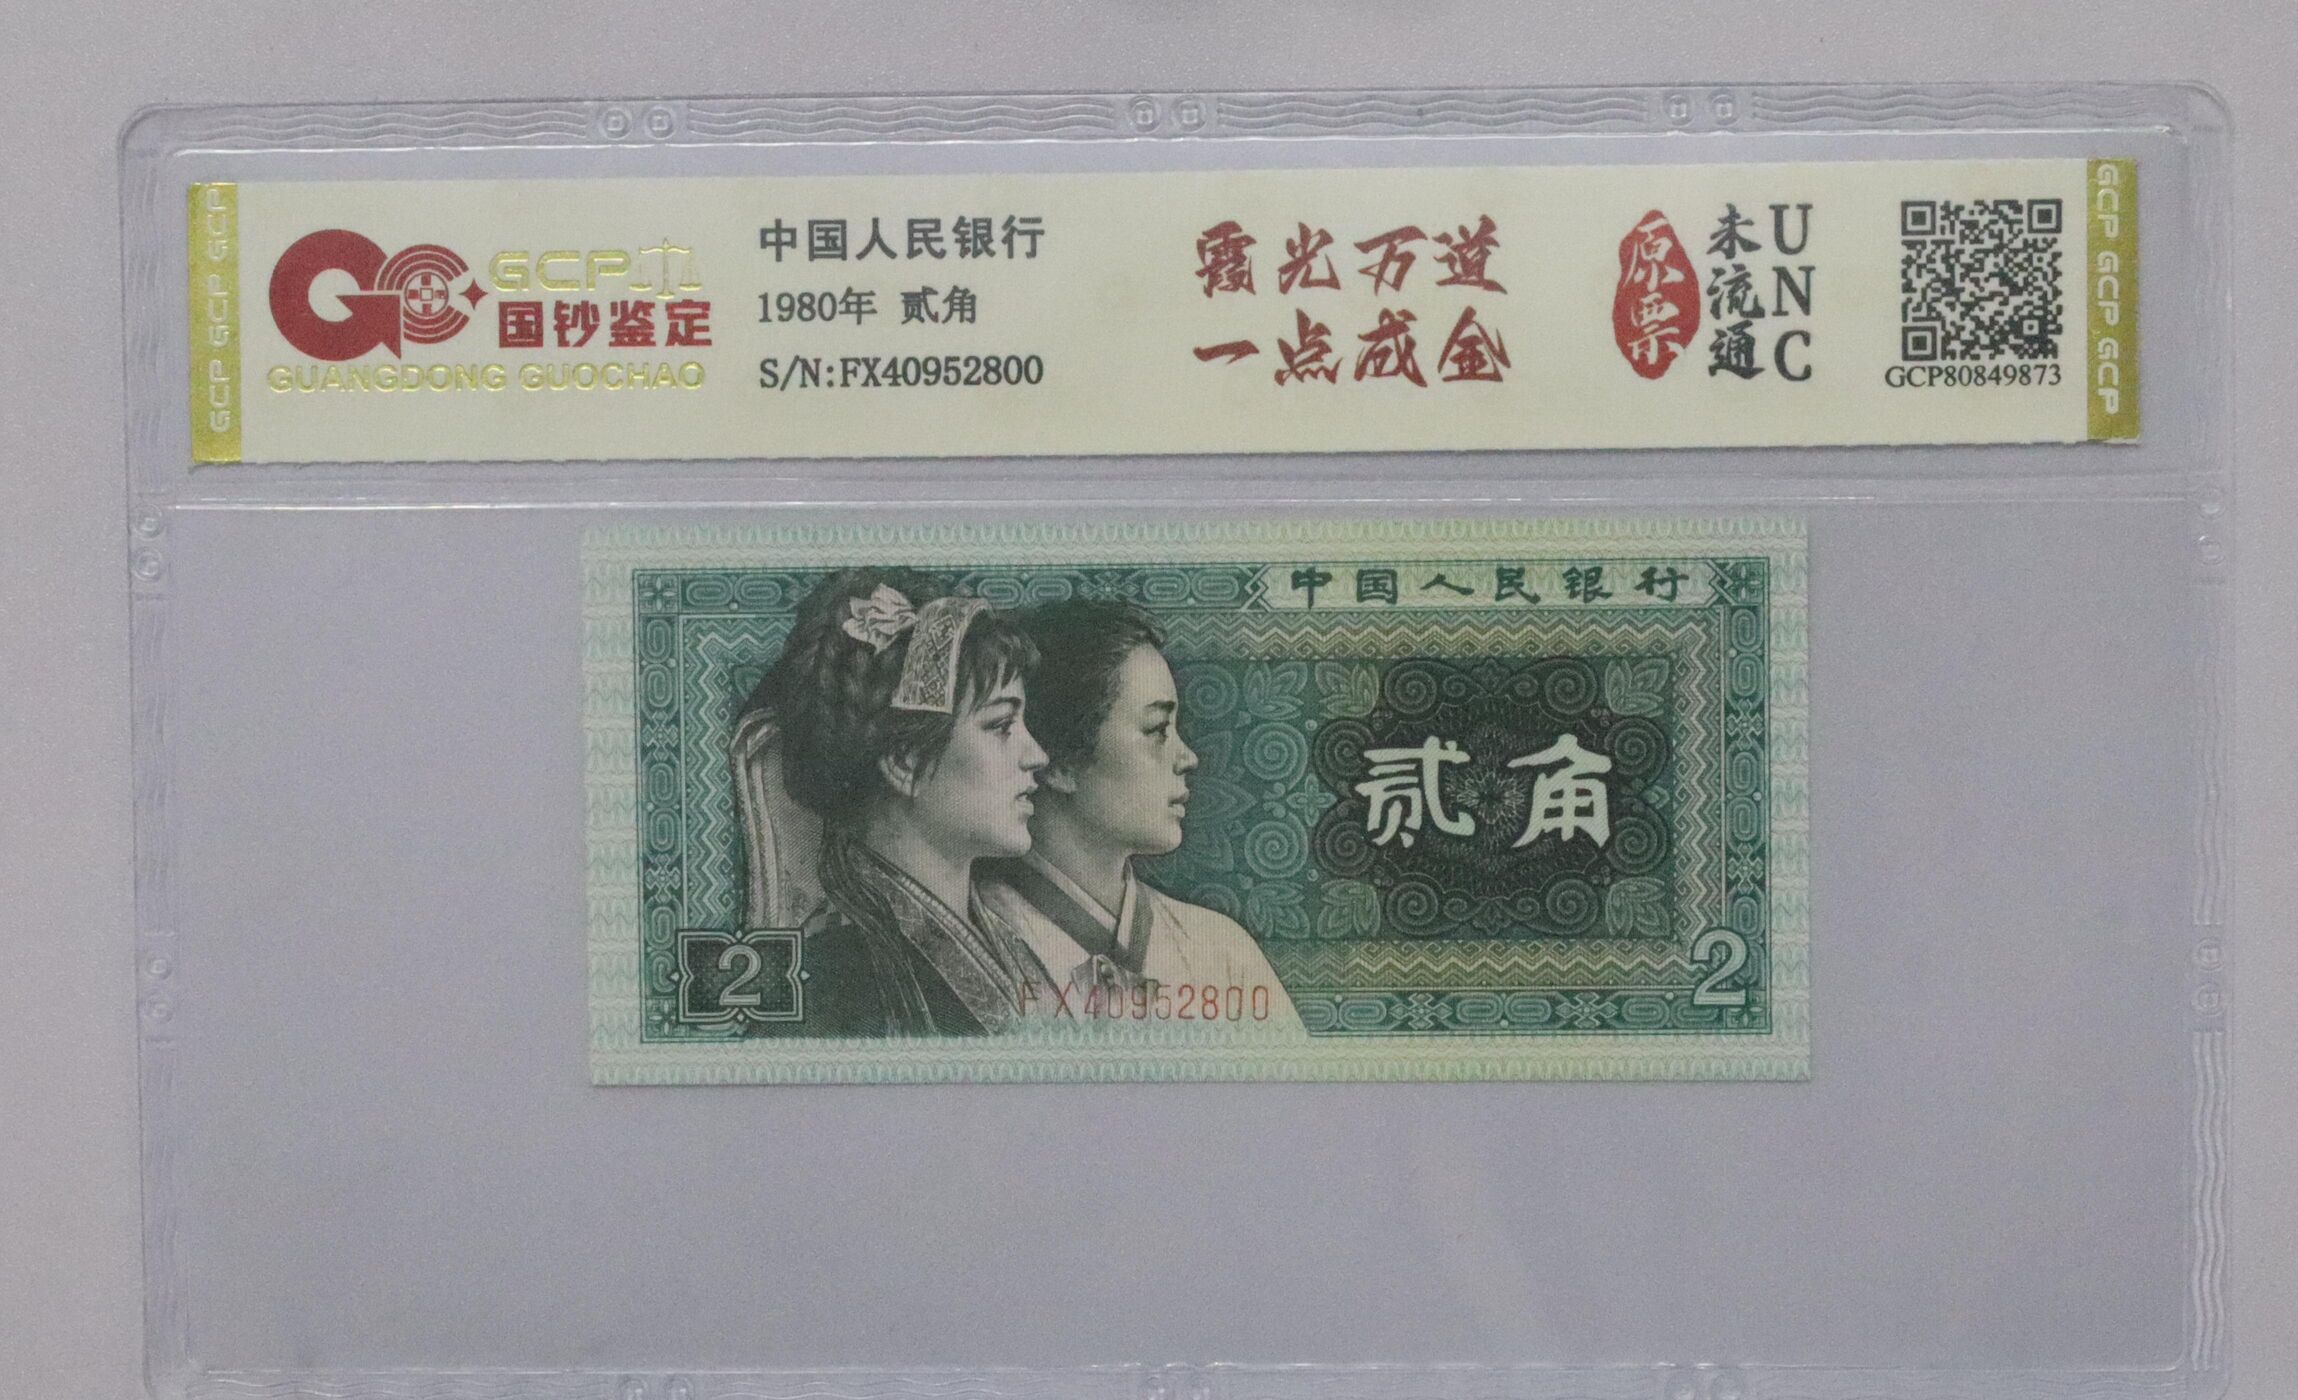 GCP
国钞鉴定
GUANGDONG GUOCHAO
中国人民银行
1980年 贰角
S/N:FX40952800
霞光万道
一点成金
原票
未流通
UNC
GCP80849873
GCP GCP GCP
GCP GCP GCP GCP
中国人民银行
贰角
2
2
FX40952800